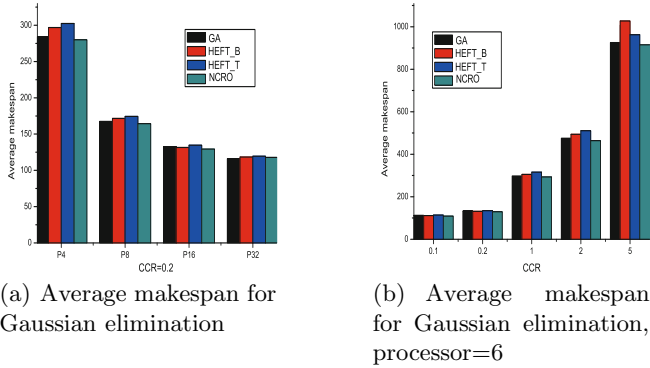 300
250
200
150
100
50
0
Average makespan
GA
HEFT_B
HEFT_T
NCRO
P4 P8 P16 P32
CCR=0.2
(a) Average makespan for
Gaussian elimination
1000
800
600
400
200
0
Average makespan
GA
HEFT_B
HEFT_T
NCRO
0.1 0.2 1 2 5
CCR
(b) Average makespan
for Gaussian elimination,
processor=6